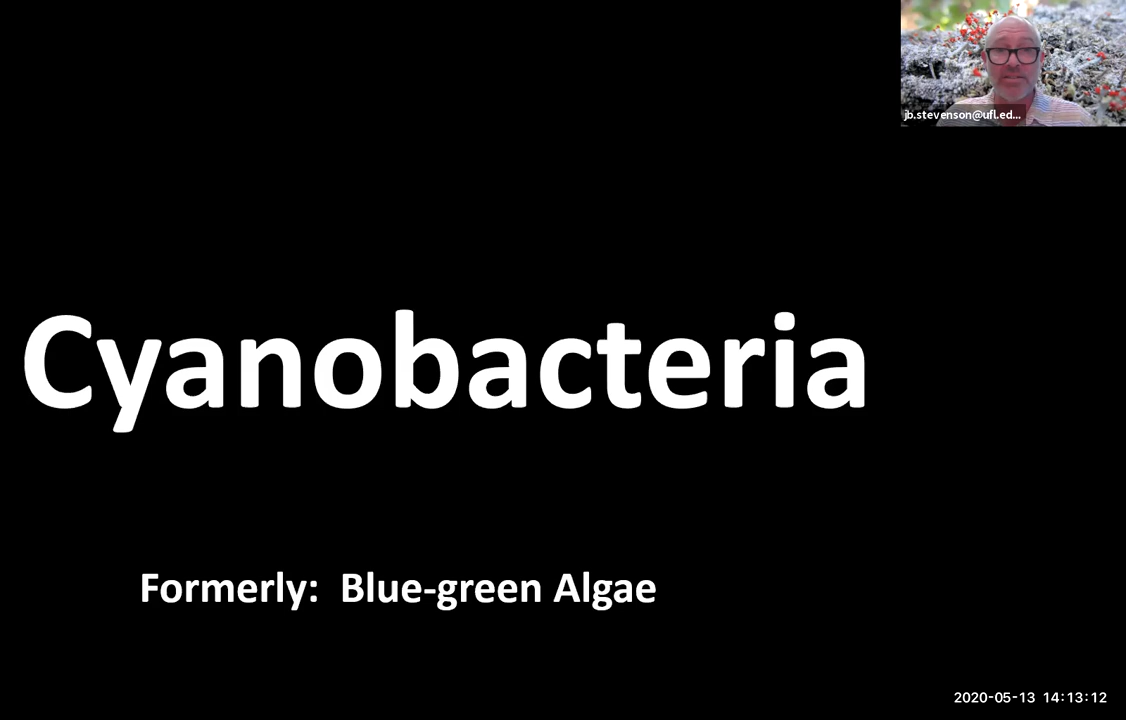 jb.stevenson@ufl.ed...
Cyanobacteria
Formerly: Blue-green Algae
2020-05-13 14:13:12